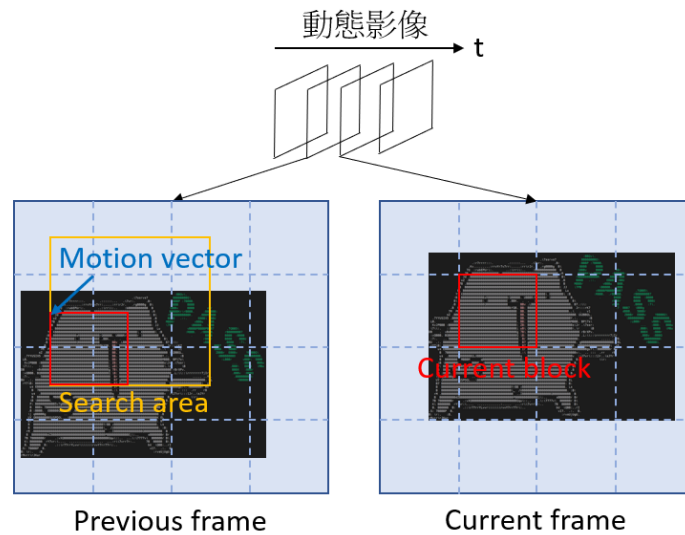 動態影像
t
Motion vector
PASS
Search area
PASS
Current block
Previous frame
Current frame